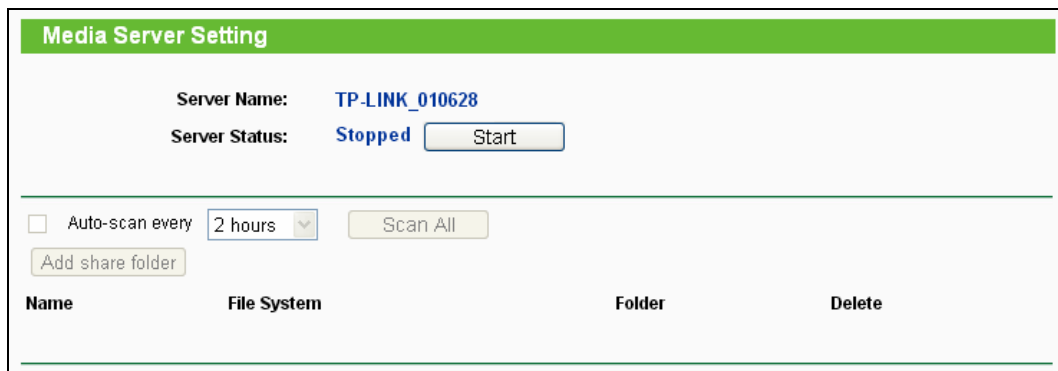 Media Server Setting
Server Name: TP-LINK_010628
Server Status: Stopped Start
Auto-scan every 2 hours Scan All
Add share folder
Name File System Folder Delete